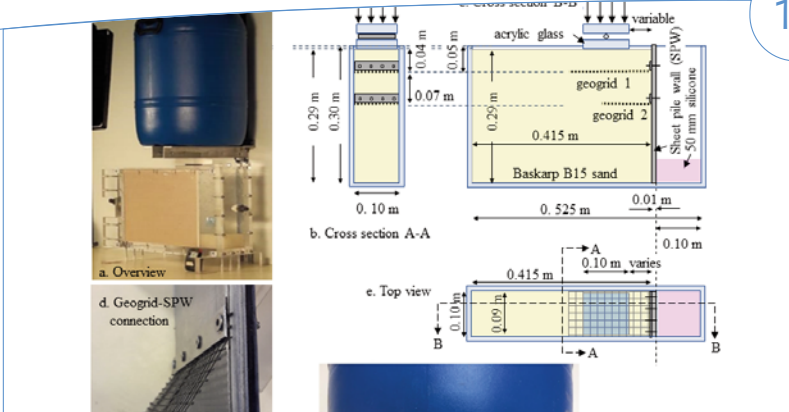 1
c. Cross section B-B
variable
acrylic glass
0.04 m
0.05 m
geogrid 1
0.07 m
geogrid 2
0.29 m
0.30 m
0.29 m
Sheet pile wall (SPW)
50 mm silicone
0.415 m
Baskarp B15 sand
0.10 m
0.01 m
0.525 m
0.10 m
b. Cross section A-A
a. Overview
A
0.10 m varies
0.415 m
e. Top view
0.10 m
0.09 m
B
B
A
d. Geogrid-SPW
connection